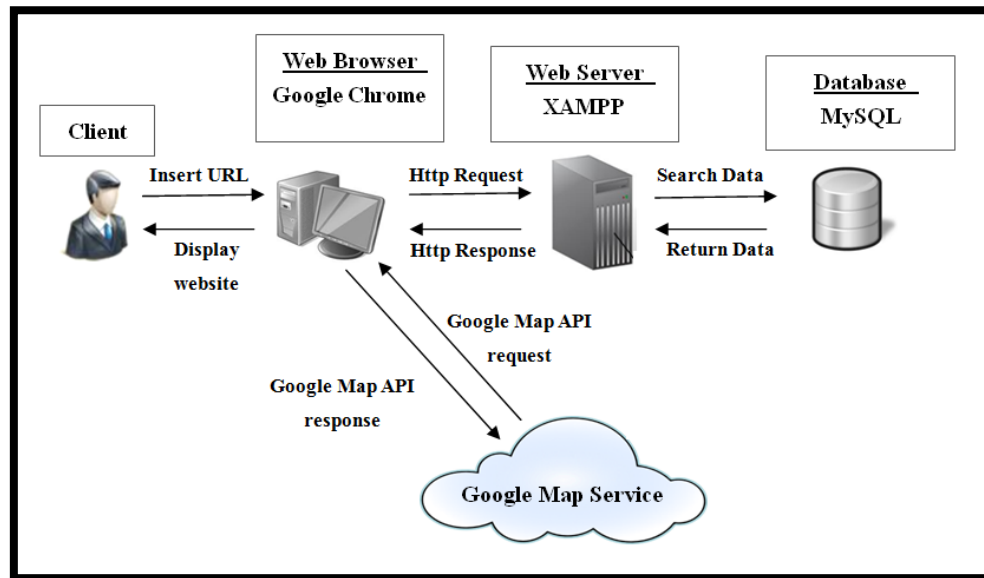 Client
Web Browser
Google Chrome
Web Server
XAMPP
Database
MySQL
Insert URL
Display
website
Http Request
Http Response
Search Data
Return Data
Google Map API
request
Google Map API
response
Google Map Service